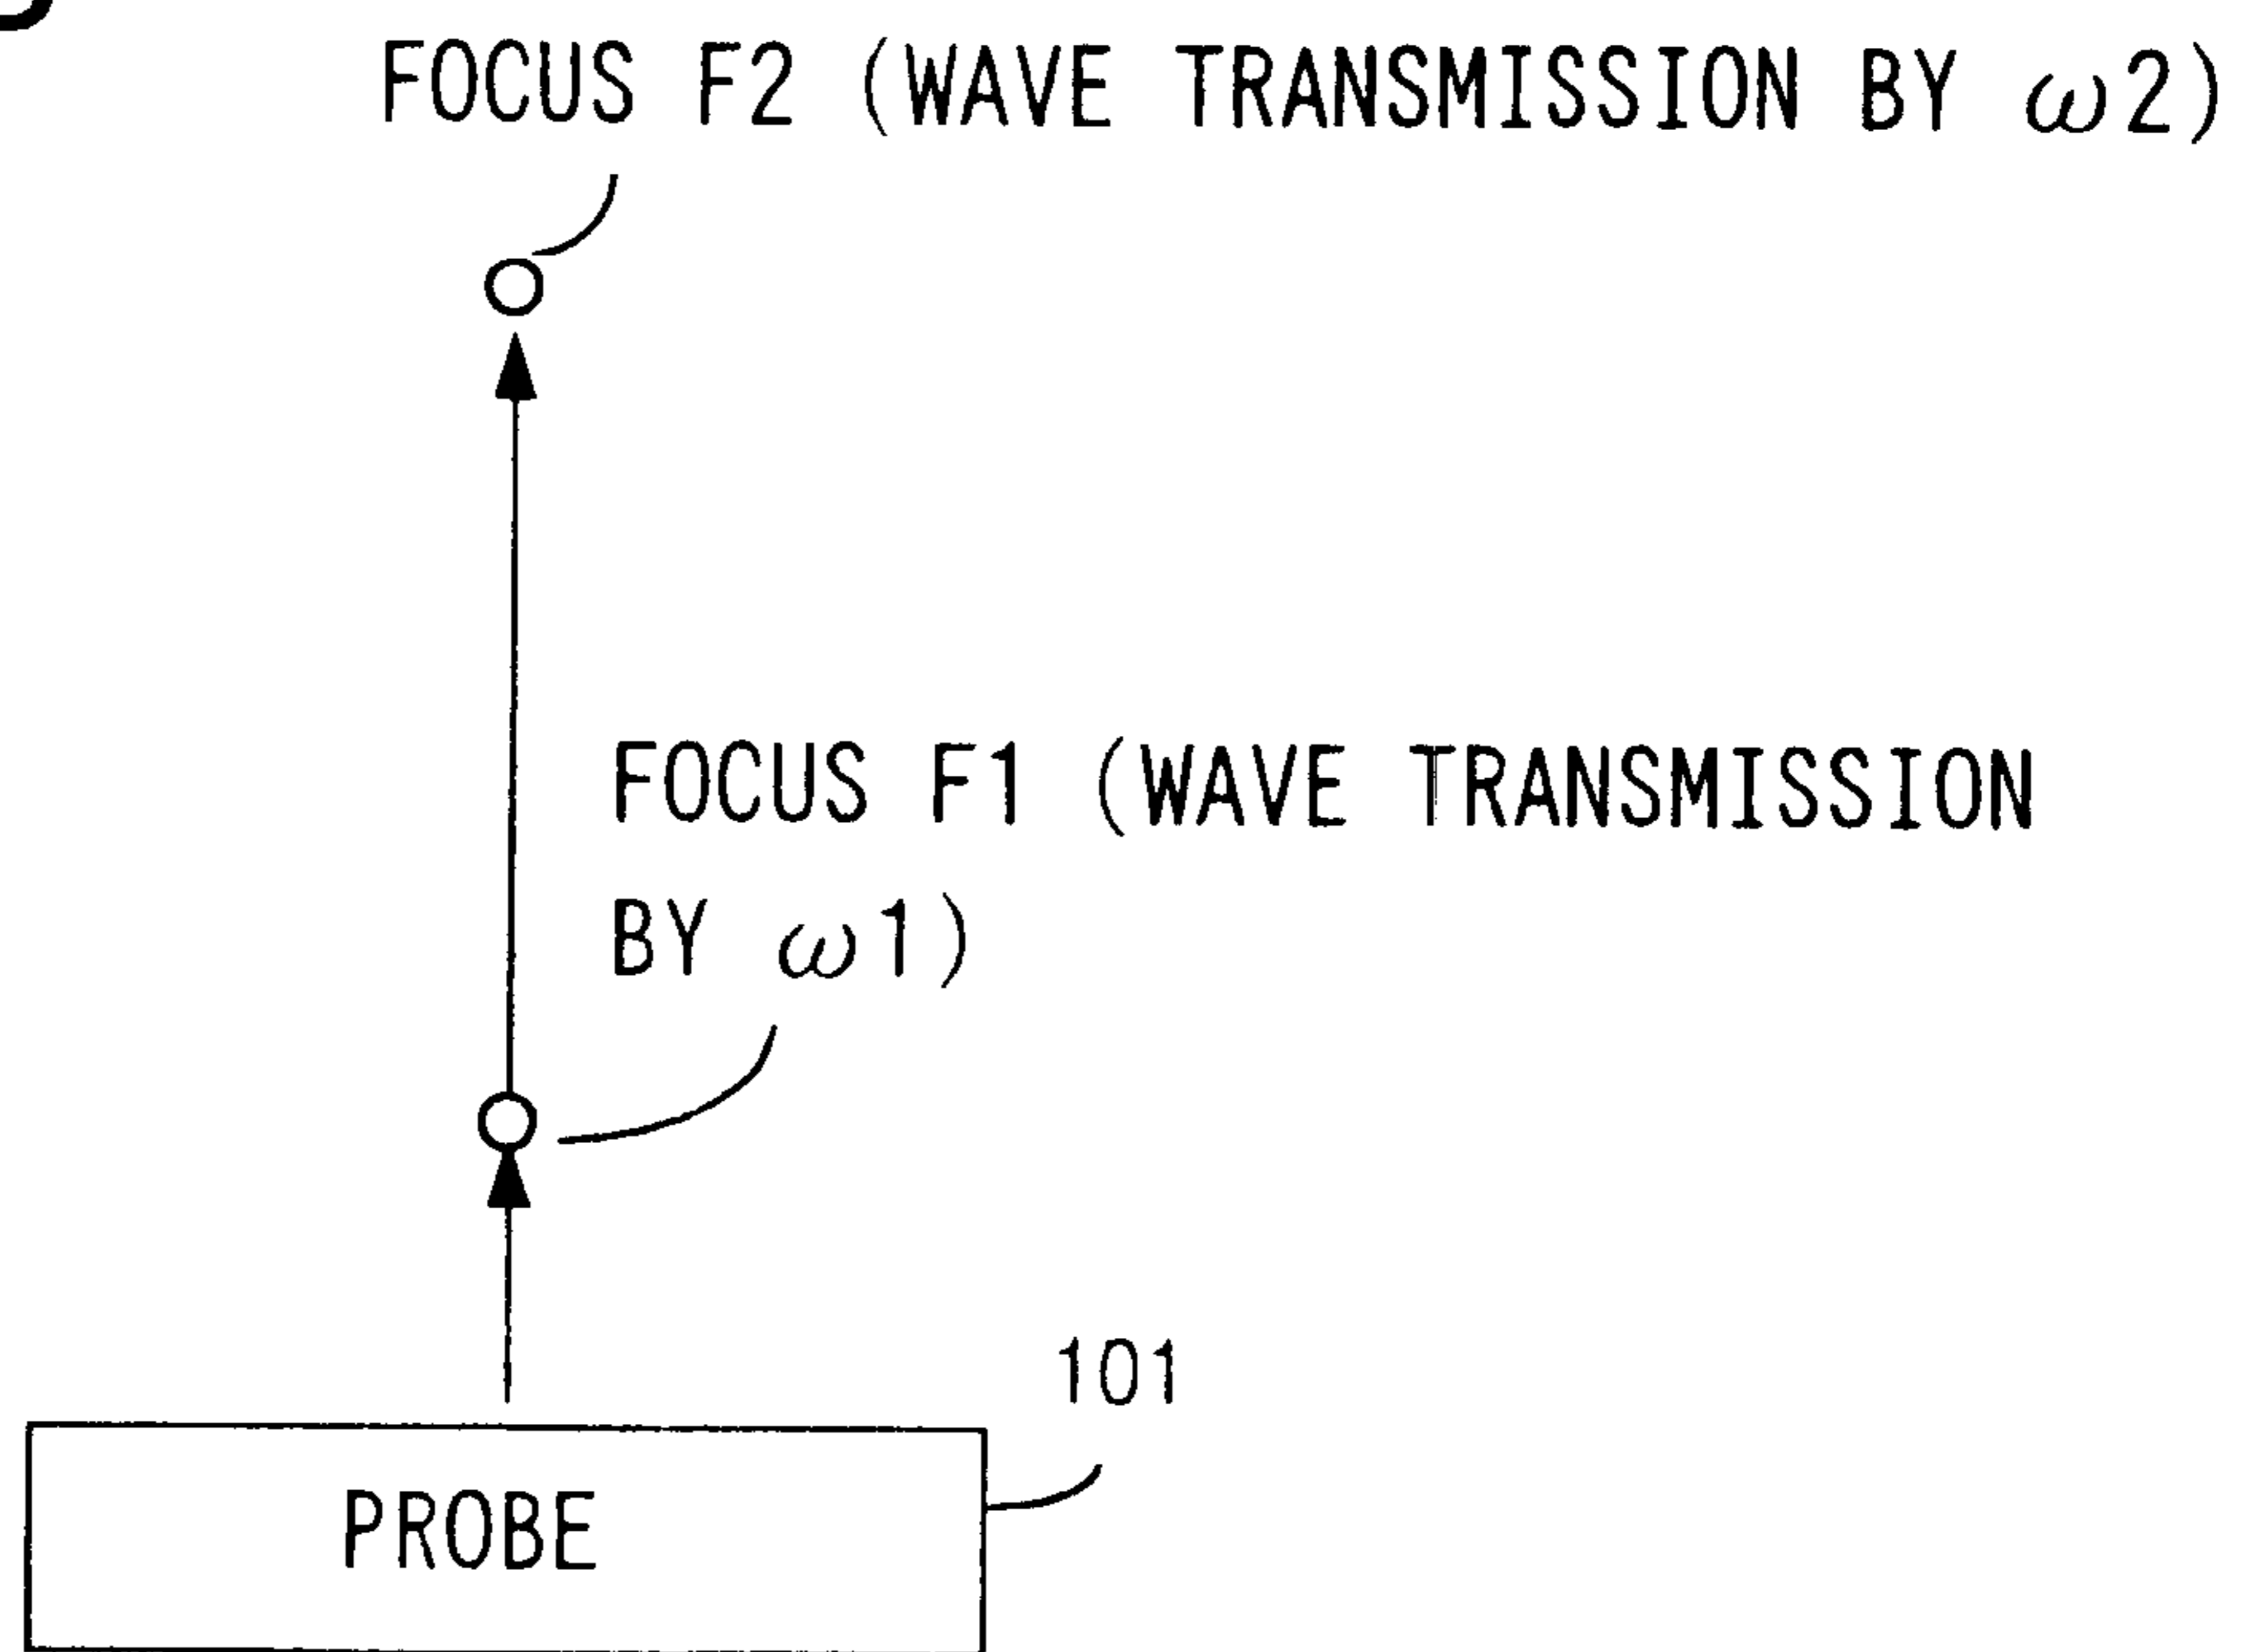 FOCUS F2 (WAVE TRANSMISSION BY ω2)
FOCUS F1 (WAVE TRANSMISSION
BY ω1)
101
PROBE